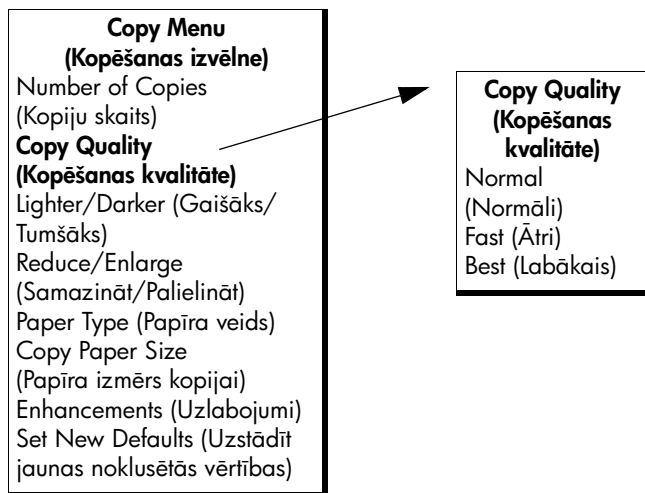 Copy Menu
(Kopēšanas izvēlne)
Number of Copies
(Kopiju skaits)
Copy Quality
(Kopēšanas kvalitāte)
Lighter/Darker (Gaišāks/
Tumšāks)
Reduce/Enlarge
(Samazināt/Palielināt)
Paper Type (Papīra veids)
Copy Paper Size
(Papīra izmērs kopijai)
Enhancements (Uzlabojumi)
Set New Defaults (Uzstādīt
jaunas noklusētās vērtības)
Copy Quality
(Kopēšanas
kvalitāte)
Normal
(Normāli)
Fast (Ātri)
Best (Labākais)